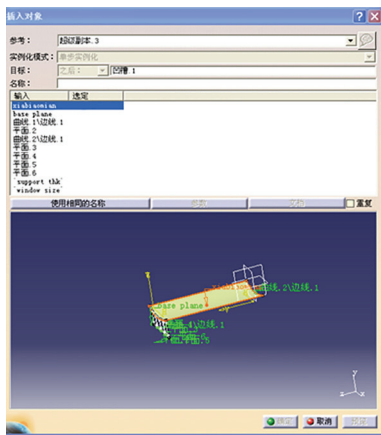 插入对象
参考： 超级副本.3
实例化模式： 单步实例化
目标： 之后： 凹槽.1
名称：
输入 选定
xiabiaomian
base plane
曲线.1\边线.1
平面.2
曲线.2\边线.1
平面.3
平面.4
平面.5
平面.6
`support thk`
`window size`
使用相同的名称 参数 文档 重复
曲线.2\边线.1
base plane
边线.1
平面.6
y
z
x
确定 取消 预览